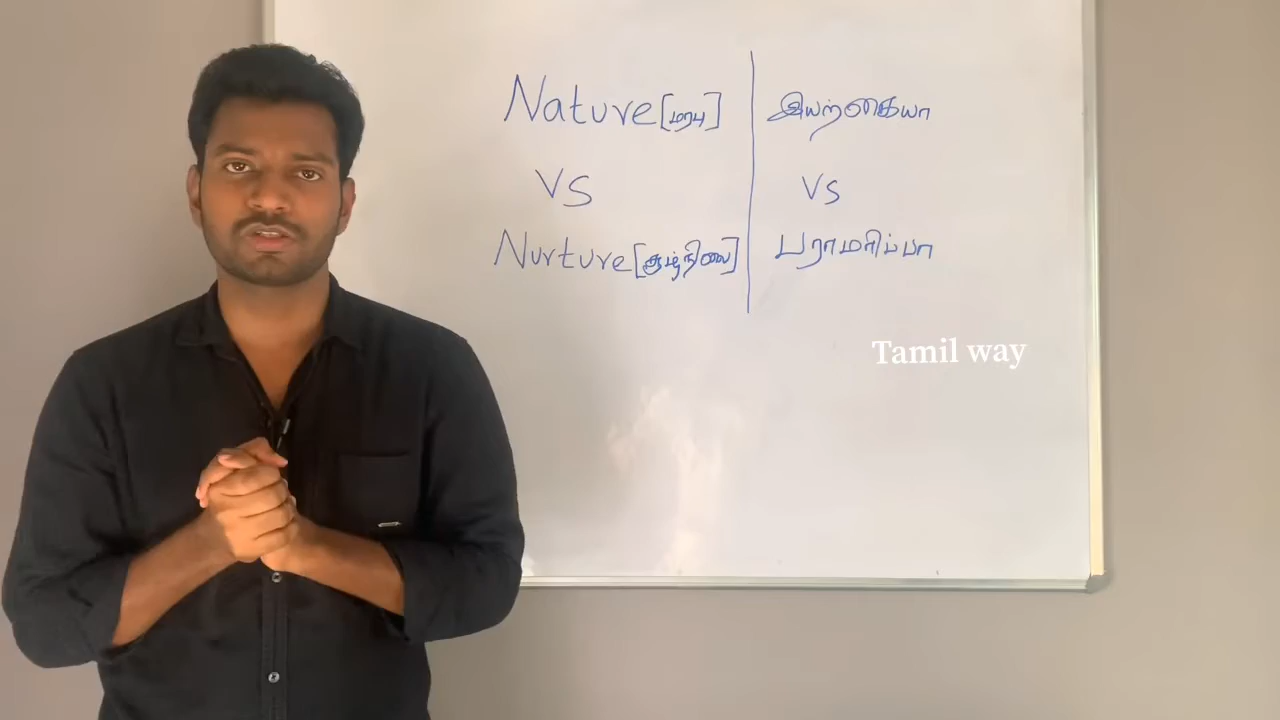 Nature [மரபு]
VS
Nurture [சூழ்நிலை]
இயற்கையா
VS
பராமரிப்பா
Tamil way